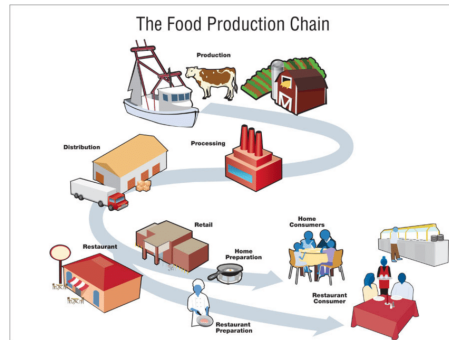 The Food Production Chain
Production
Processing
Distribution
Retail
Home
Consumers
Restaurant
Home
Preparation
Restaurant
Consumer
Restaurant
Preparation